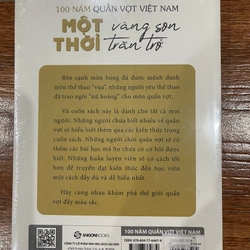 100 NĂM QUẦN VỢT VIỆT NAM
MỘT vàng son
THỜI trăn trở
Bên cạnh môn bóng đá được mệnh danh
môn thể thao "vua", những người yêu thể thao
đã trao ngôi "nữ hoàng" cho môn quần vợt.
Và cuốn sách này là dành cho tất cả mọi
người. Những người chưa biết nhiều về quần
vợt sẽ hiểu biết thêm qua các kiến thức trong
cuốn sách. Những người chơi quần vợt sẽ có
thêm các bài học mà họ chưa có cơ hội được
biết. Những huấn luyện viên sẽ có cách tốt
hơn để truyền đạt kiến thức đến học viên
một cách đầy đủ và dễ hiểu nhất.
Hãy cùng nhau khám phá thế giới quần vợt
đầy màu sắc.
SAIGONBOOKS
100 NĂM QUẦN VỢT VIỆT NAM